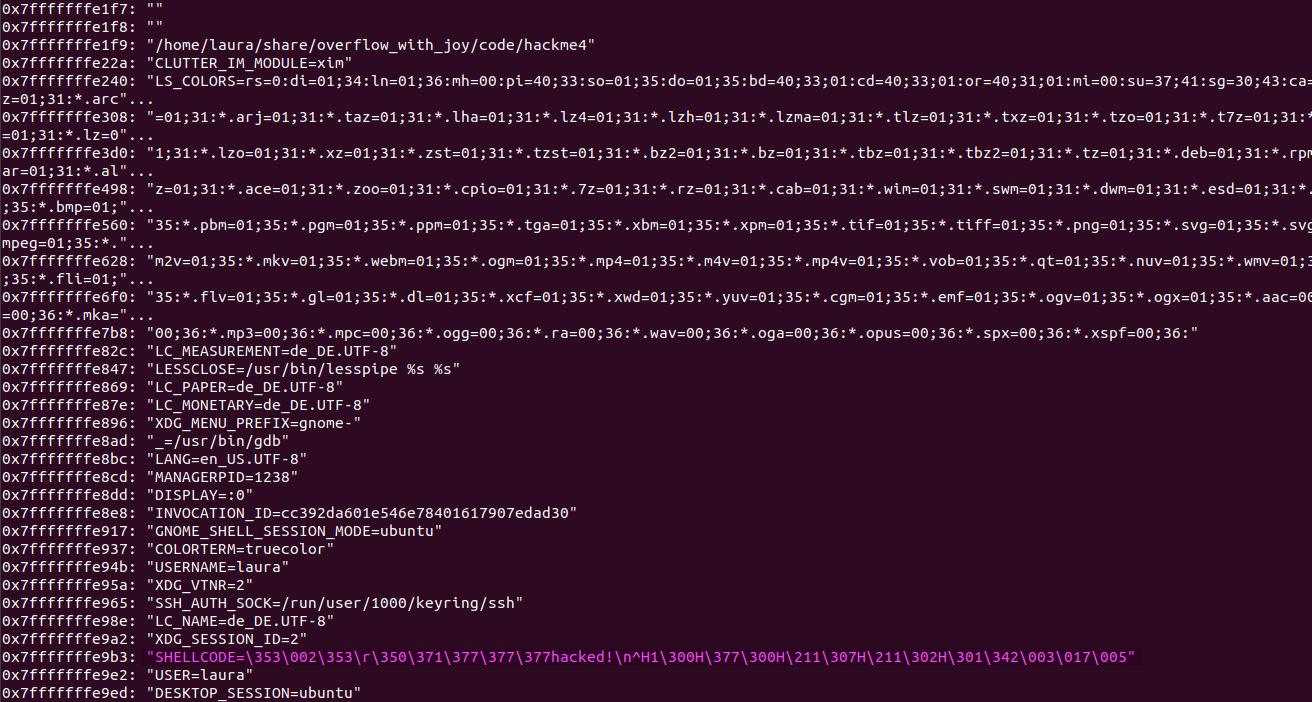 0x7fffffffe1f7: ""
0x7fffffffe1f8: ""
0x7fffffffe1f9: "/home/laura/share/overflow_with_joy/code/hackme4"
0x7fffffffe22a: "CLUTTER_IM_MODULE=xim"
0x7fffffffe240: "LS_COLORS=rs=0:di=01;34:ln=01;36:mh=00:pi=40;33:so=01;35:do=01;35:bd=40;33;01:cd=40;33;01:or=40;31;01:mi=00:su=37;41:sg=30;43:ca=
z=01;31:*.arc"...
0x7fffffffe308: "=01;31:*.arj=01;31:*.taz=01;31:*.lha=01;31:*.lz4=01;31:*.lzh=01;31:*.lzma=01;31:*.tlz=01;31:*.txz=01;31:*.tzo=01;31:*.t7z=01;31:*
=01;31:*.lz=0"...
0x7fffffffe3d0: "1;31:*.lzo=01;31:*.xz=01;31:*.zst=01;31:*.tzst=01;31:*.bz2=01;31:*.bz=01;31:*.tbz=01;31:*.tbz2=01;31:*.tz=01;31:*.deb=01;31:*.rpm
ar=01;31:*.al"...
0x7fffffffe498: "z=01;31:*.ace=01;31:*.zoo=01;31:*.cpio=01;31:*.7z=01;31:*.rz=01;31:*.cab=01;31:*.wim=01;31:*.swm=01;31:*.dwm=01;31:*.esd=01;31:*.
;35:*.bmp=01;"...
0x7fffffffe560: "35:*.pbm=01;35:*.pgm=01;35:*.ppm=01;35:*.tga=01;35:*.xbm=01;35:*.xpm=01;35:*.tif=01;35:*.tiff=01;35:*.png=01;35:*.svg=01;35:*.svg
mpeg=01;35:*."...
0x7fffffffe628: "m2v=01;35:*.mkv=01;35:*.webm=01;35:*.ogm=01;35:*.mp4=01;35:*.m4v=01;35:*.mp4v=01;35:*.vob=01;35:*.qt=01;35:*.nuv=01;35:*.wmv=01;3
;35:*.fli=01;"...
0x7fffffffe6f0: "35:*.flv=01;35:*.gl=01;35:*.dl=01;35:*.xcf=01;35:*.xwd=01;35:*.yuv=01;35:*.cgm=01;35:*.emf=01;35:*.ogv=01;35:*.ogx=01;35:*.aac=00
=00;36:*.mka="...
0x7fffffffe7b8: "00;36:*.mp3=00;36:*.mpc=00;36:*.ogg=00;36:*.ra=00;36:*.wav=00;36:*.oga=00;36:*.opus=00;36:*.spx=00;36:*.xspf=00;36:"
0x7fffffffe82c: "LC_MEASUREMENT=de_DE.UTF-8"
0x7fffffffe847: "LESSCLOSE=/usr/bin/lesspipe %s %s"
0x7fffffffe869: "LC_PAPER=de_DE.UTF-8"
0x7fffffffe87e: "LC_MONETARY=de_DE.UTF-8"
0x7fffffffe896: "XDG_MENU_PREFIX=gnome-"
0x7fffffffe8ad: "_=/usr/bin/gdb"
0x7fffffffe8bc: "LANG=en_US.UTF-8"
0x7fffffffe8cd: "MANAGERPID=1238"
0x7fffffffe8dd: "DISPLAY=:0"
0x7fffffffe8e8: "INVOCATION_ID=cc392da601e546e78401617907edad30"
0x7fffffffe917: "GNOME_SHELL_SESSION_MODE=ubuntu"
0x7fffffffe937: "COLORTERM=truecolor"
0x7fffffffe94b: "USERNAME=laura"
0x7fffffffe95a: "XDG_VTNR=2"
0x7fffffffe965: "SSH_AUTH_SOCK=/run/user/1000/keyring/ssh"
0x7fffffffe98e: "LC_NAME=de_DE.UTF-8"
0x7fffffffe9a2: "XDG_SESSION_ID=2"
0x7fffffffe9b3: "SHELLCODE=\353\002\353\r\350\371\377\377\377hacked!\n^H1\300H\377\300H\211\307H\211\302H\301\342\003\017\005"
0x7fffffffe9e2: "USER=laura"
0x7fffffffe9ed: "DESKTOP_SESSION=ubuntu"